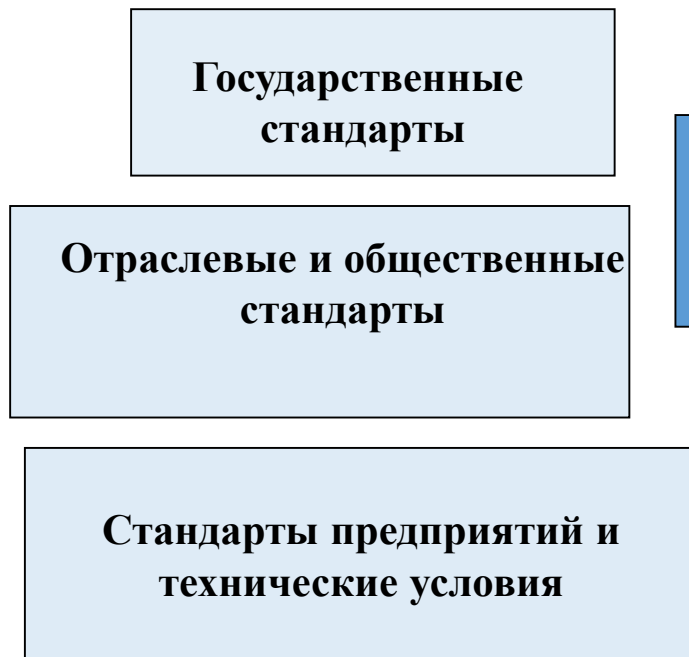 Государственные
стандарты
Отраслевые и общественные
стандарты
Стандарты предприятий и
технические условия